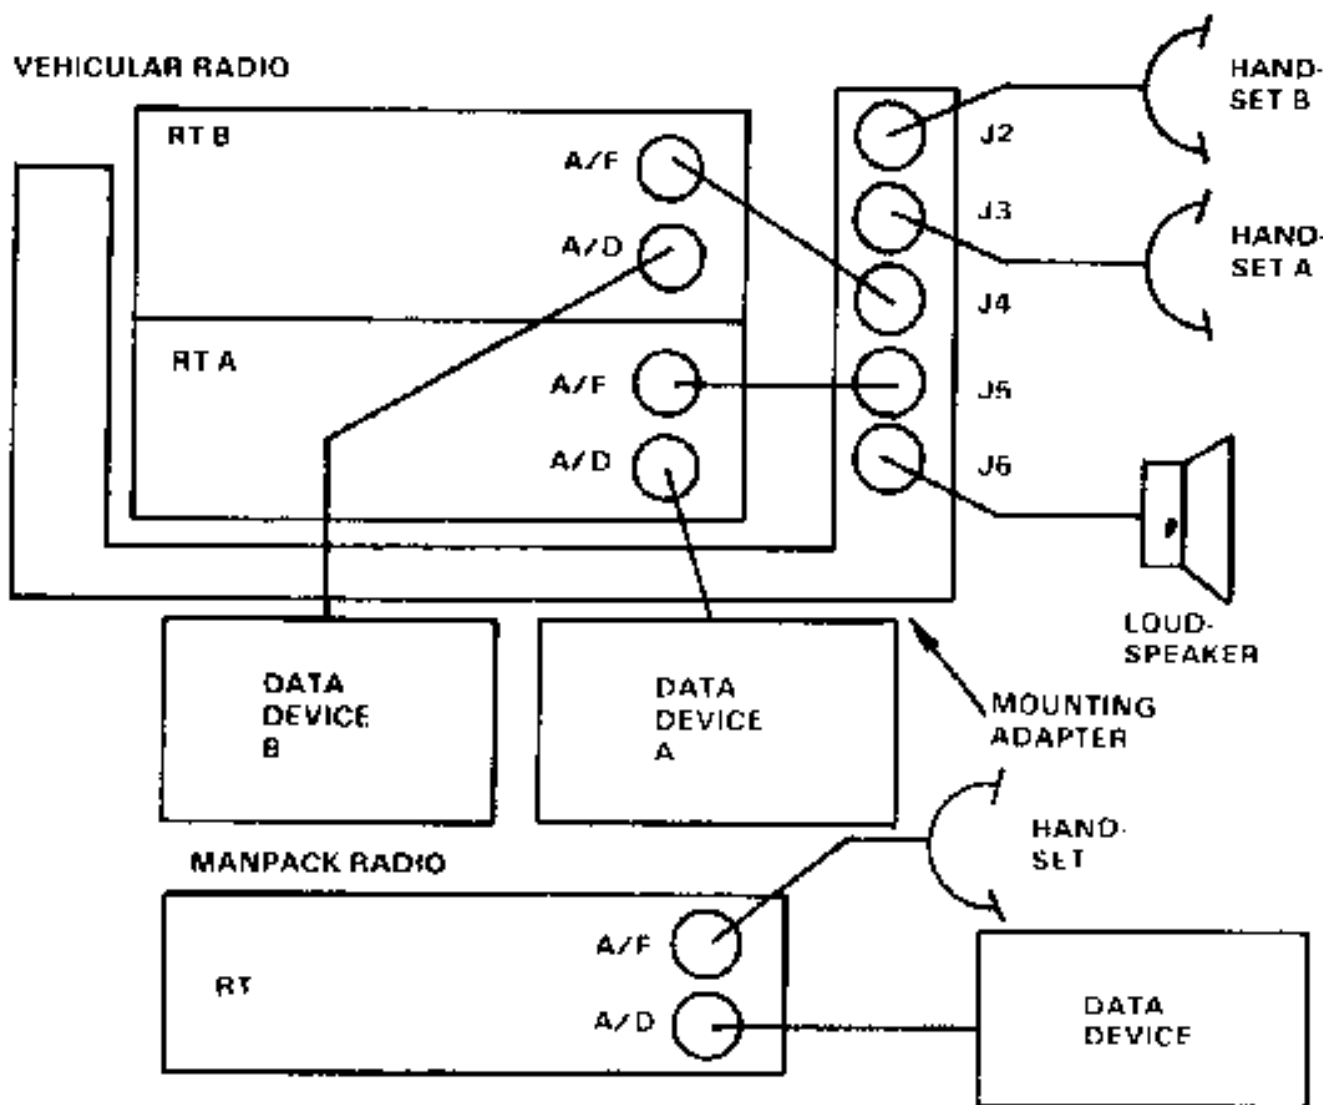 VEHICULAR RADIO
HAND-
SET B
RT B
A/F
J2
J3
A/D
HAND-
SET A
J4
RT A
A/F
J5
A/D
J6
LOUD-
SPEAKER
DATA
DEVICE
B
DATA
DEVICE
A
MOUNTING
ADAPTER
MANPACK RADIO
HAND-
SET
A/F
RT
A/D
DATA
DEVICE